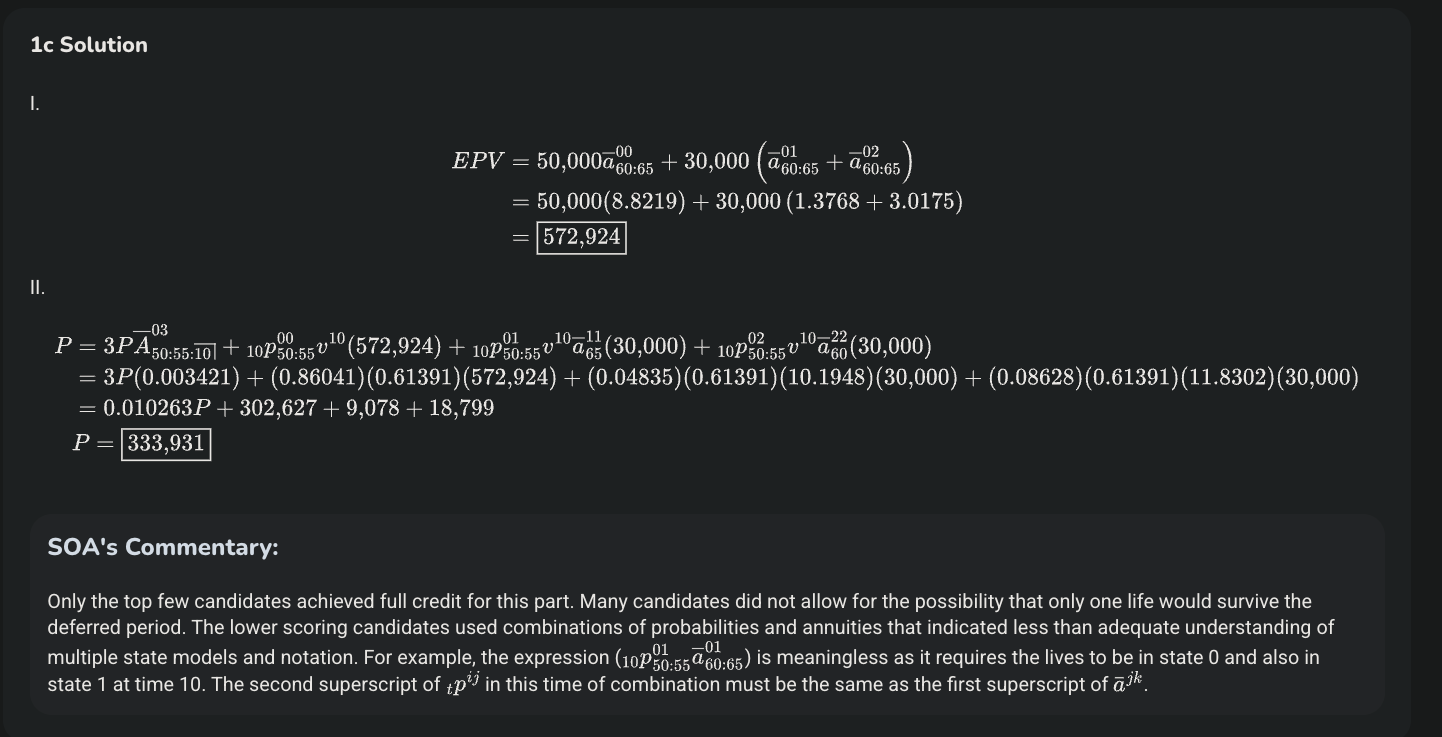 1c Solution
I.
$EPV = 50{,}000\overline{a}^{00}_{60:65} + 30{,}000\left(\overline{a}^{01}_{60:65} + \overline{a}^{02}_{60:65}\right)$
$= 50{,}000(8.8219) + 30{,}000\,(1.3768 + 3.0175)$
$= \boxed{572{,}924}$
II.
$P = 3P\overline{A}^{03}_{50:55:\overline{10}|} + {}_{10}p^{00}_{50:55}v^{10}(572{,}924) + {}_{10}p^{01}_{50:55}v^{10}\overline{a}^{11}_{65}(30{,}000) + {}_{10}p^{02}_{50:55}v^{10}\overline{a}^{22}_{60}(30{,}000)$
$= 3P(0.003421) + (0.86041)(0.61391)(572{,}924) + (0.04835)(0.61391)(10.1948)(30{,}000) + (0.08628)(0.61391)(11.8302)(30{,}000)$
$= 0.010263P + 302{,}627 + 9{,}078 + 18{,}799$
$P = \boxed{333{,}931}$
SOA's Commentary:
Only the top few candidates achieved full credit for this part. Many candidates did not allow for the possibility that only one life would survive the
deferred period. The lower scoring candidates used combinations of probabilities and annuities that indicated less than adequate understanding of
multiple state models and notation. For example, the expression $({}_{10}p^{01}_{50:55}\overline{a}^{01}_{60:65})$ is meaningless as it requires the lives to be in state 0 and also in
state 1 at time 10. The second superscript of ${}_{t}p^{ij}$ in this time of combination must be the same as the first superscript of $\bar{a}^{jk}$.